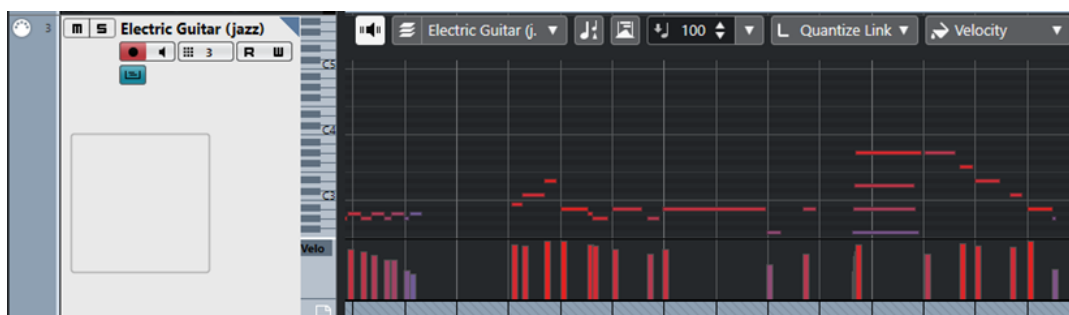 3 m S Electric Guitar (jazz) Electric Guitar (j. 100 L Quantize Link Velocity
3 R W
C5
C4
C3
Velo